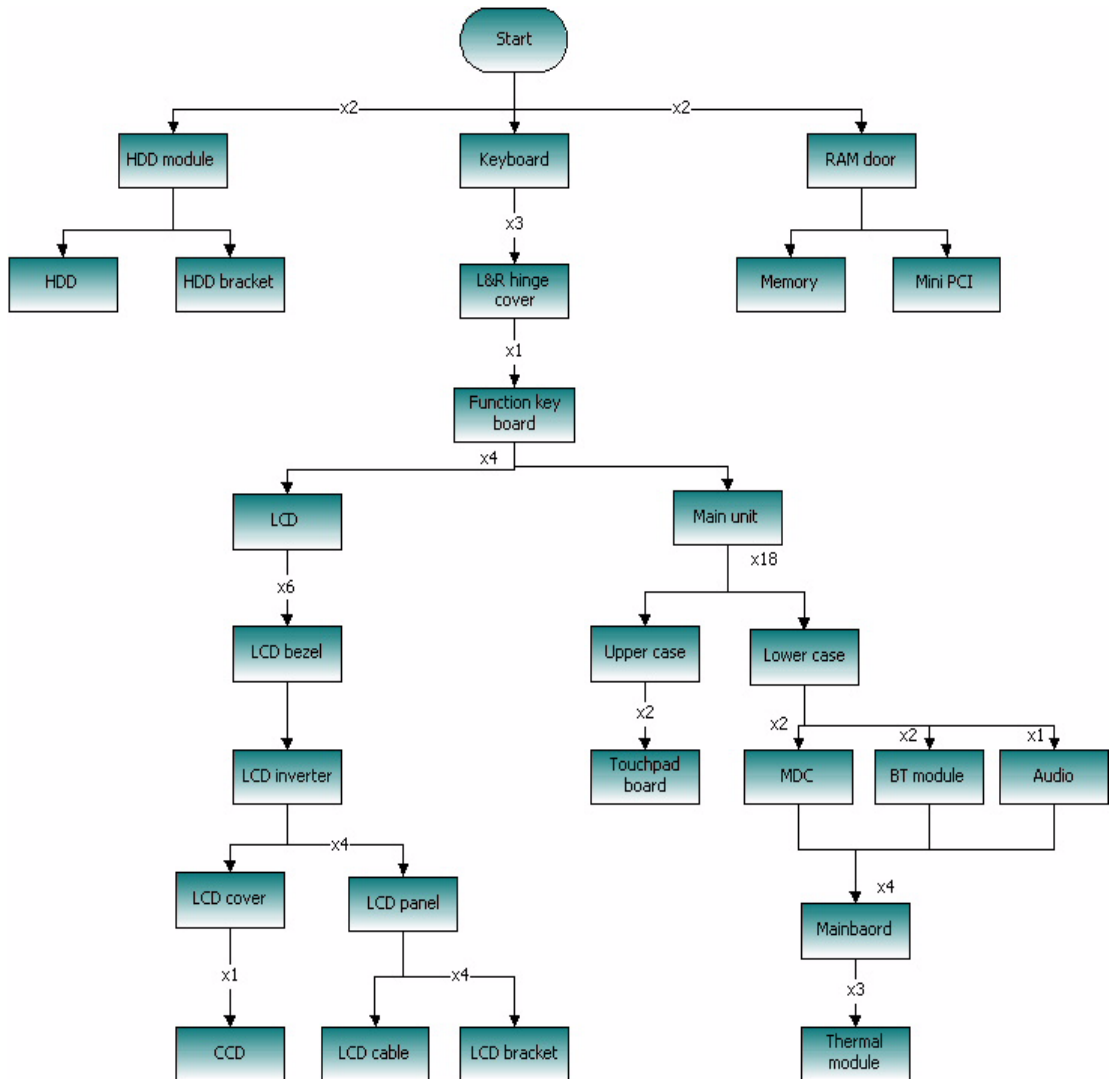 Start
x2
x2
HDD module
Keyboard
RAM door
x3
HDD
HDD bracket
L&R hinge
cover
Memory
Mini PCI
x1
Function key
board
x4
LCD
Main unit
x18
x6
LCD bezel
Upper case
Lower case
x2
x2
x2
x1
LCD inverter
Touchpad
board
MDC
BT module
Audio
x4
LCD cover
LCD panel
x4
Mainbaord
x1
x4
x3
CCD
LCD cable
LCD bracket
Thermal
module